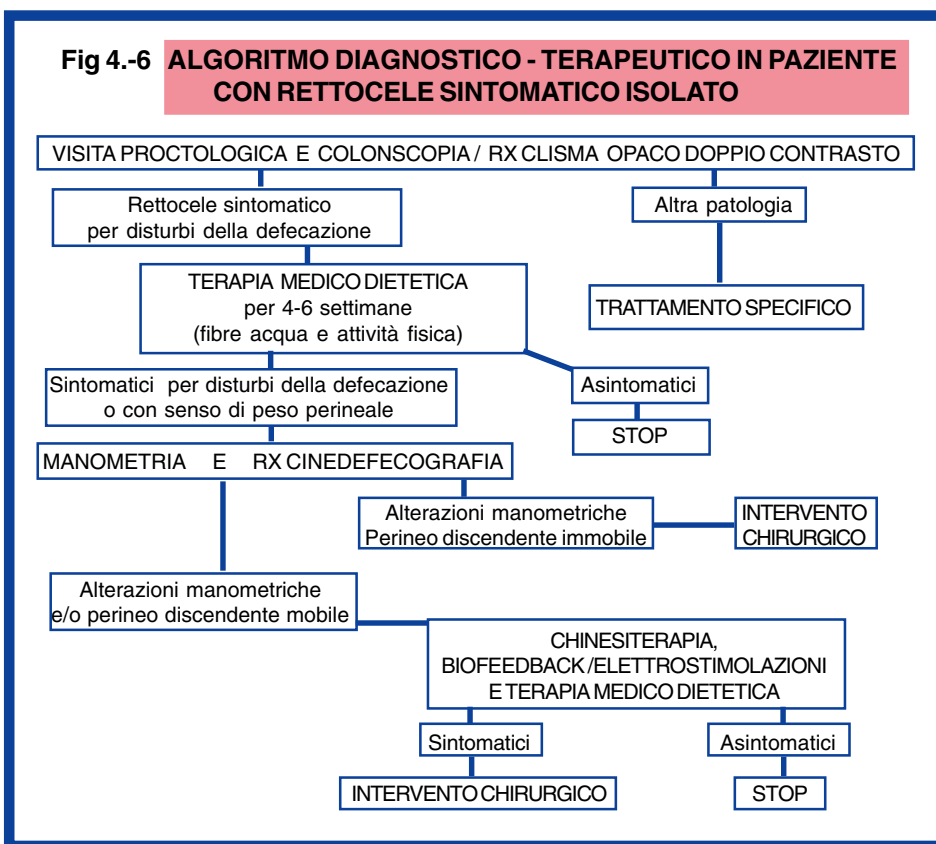 Fig 4.-6 ALGORITMO DIAGNOSTICO - TERAPEUTICO IN PAZIENTE
CON RETTOCELE SINTOMATICO ISOLATO
VISITA PROCTOLOGICA E COLONSCOPIA / RX CLISMA OPACO DOPPIO CONTRASTO
Rettocele sintomatico
per disturbi della defecazione
Altra patologia
TERAPIA MEDICO DIETETICA
per 4-6 settimane
(fibre acqua e attività fisica)
TRATTAMENTO SPECIFICO
Sintomatici per disturbi della defecazione
o con senso di peso perineale
Asintomatici
STOP
MANOMETRIA E RX CINEDEFECOGRAFIA
Alterazioni manometriche
Perineo discendente immobile
INTERVENTO
CHIRURGICO
Alterazioni manometriche
e/o perineo discendente mobile
CHINESITERAPIA,
BIOFEEDBACK/ELETTROSTIMOLAZIONI
E TERAPIA MEDICO DIETETICA
Sintomatici
Asintomatici
INTERVENTO CHIRURGICO
STOP